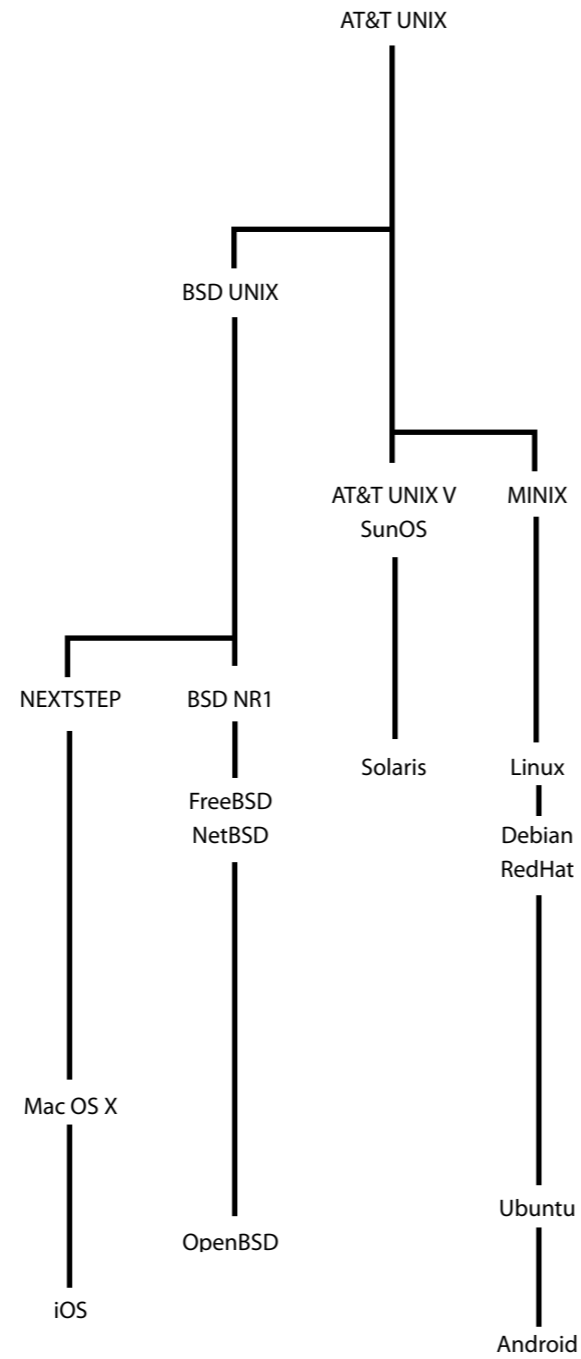 AT&T UNIX
BSD UNIX
AT&T UNIX V
SunOS
MINIX
NEXTSTEP
BSD NR1
Solaris
Linux
FreeBSD
NetBSD
Debian
RedHat
Mac OS X
Ubuntu
OpenBSD
iOS
Android